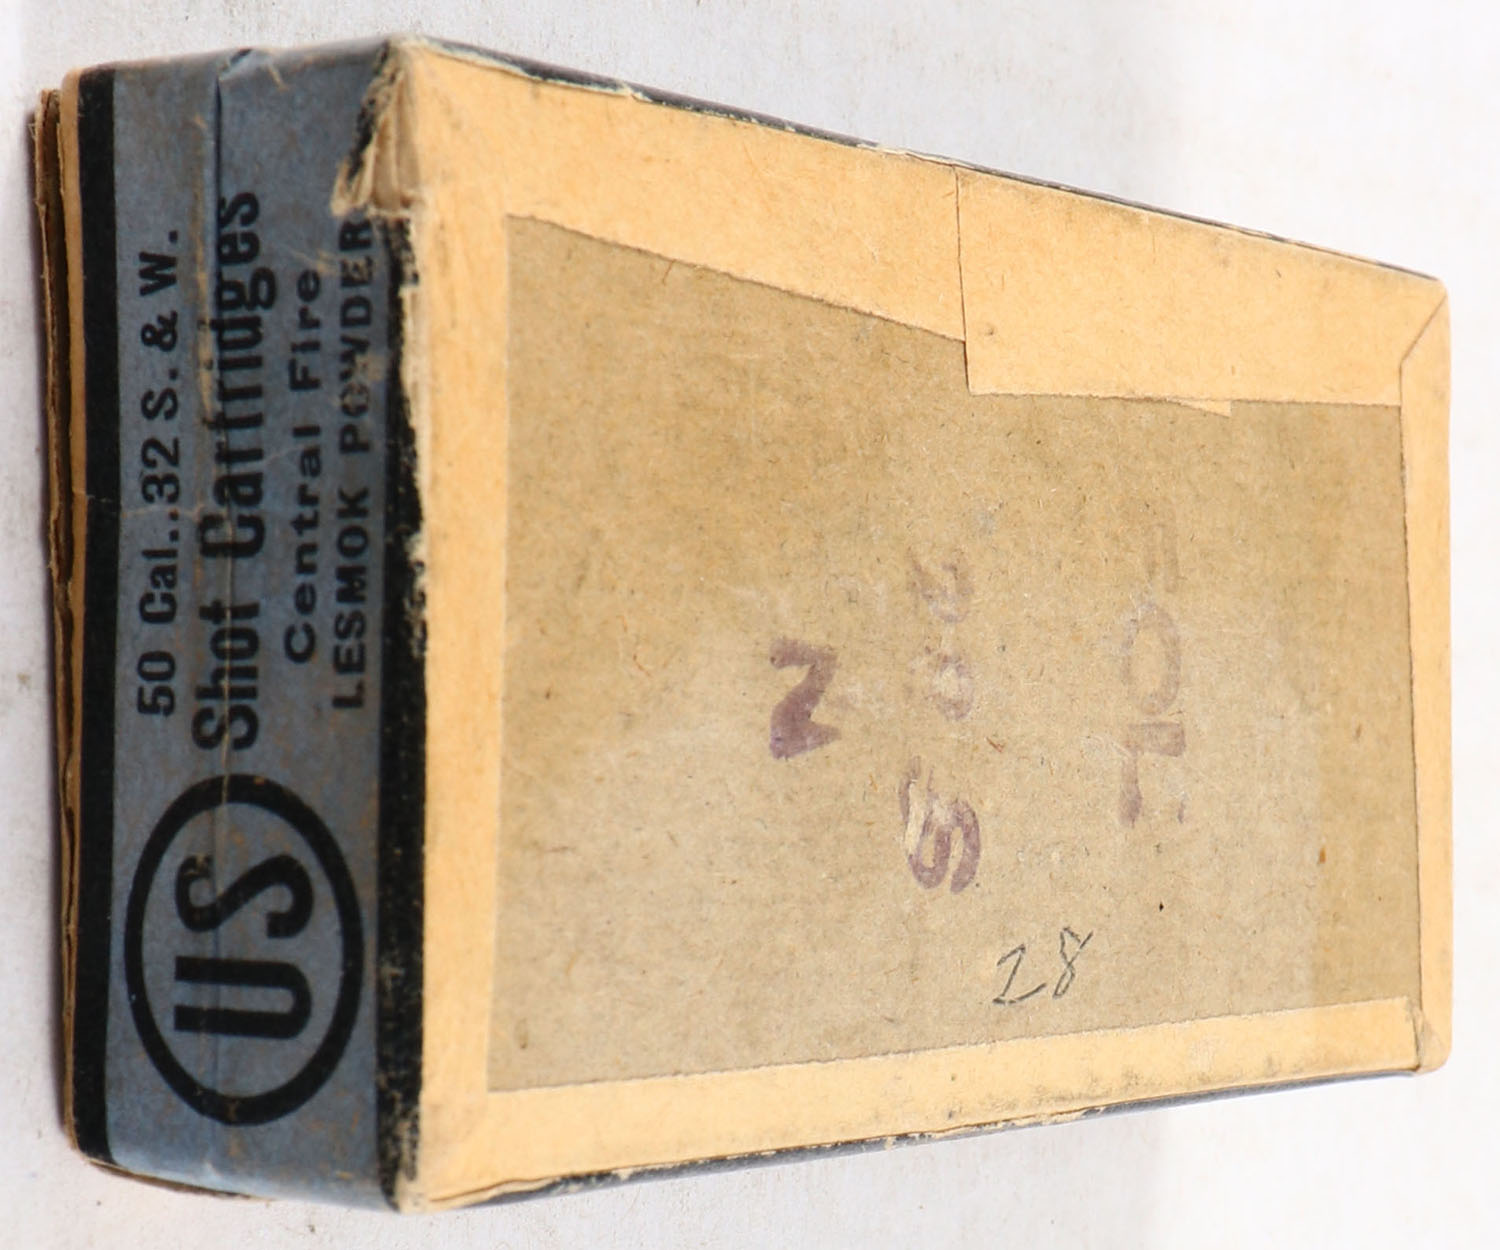 US
50 Cal..32 S. & W.
Shot Cartridges
Central Fire
LESMOK POWDER
N
28